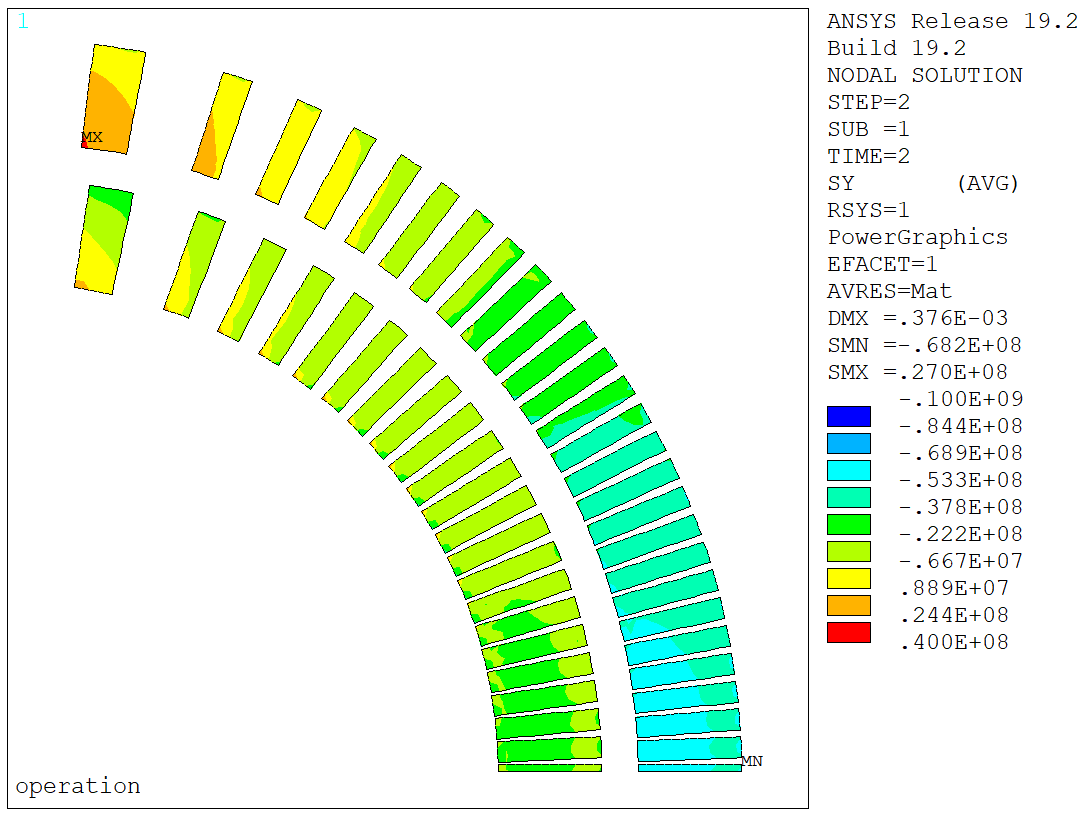 1
ANSYS Release 19.2
Build 19.2
NODAL SOLUTION
STEP=2
SUB =1
TIME=2
SY (AVG)
RSYS=1
PowerGraphics
EFACET=1
AVRES=Mat
DMX =.376E-03
SMN =-.682E+08
SMX =.270E+08
-.100E+09
-.844E+08
-.689E+08
-.533E+08
-.378E+08
-.222E+08
-.667E+07
.889E+07
.244E+08
.400E+08
MX
MN
operation